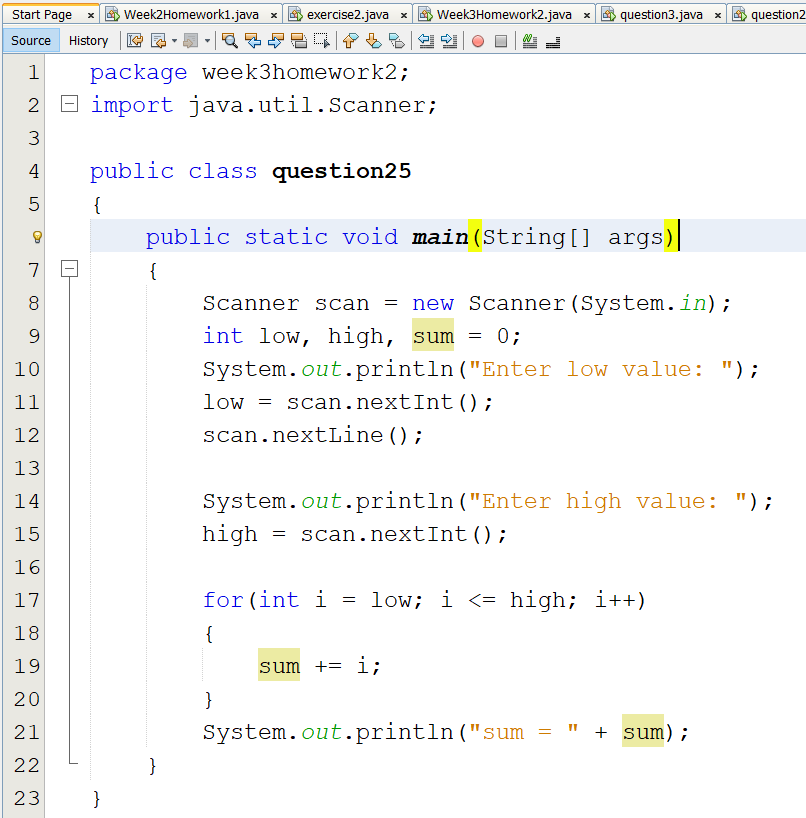 Start Page × Week2Homework1.java × exercise2.java × Week3Homework2.java × question3.java × question2
Source History
1 package week3homework2;
2 import java.util.Scanner;
3
4 public class question25
5 {
public static void main(String[] args)
7 {
8 Scanner scan = new Scanner(System.in);
9 int low, high, sum = 0;
10 System.out.println("Enter low value: ");
11 low = scan.nextInt();
12 scan.nextLine();
13
14 System.out.println("Enter high value: ");
15 high = scan.nextInt();
16
17 for(int i = low; i <= high; i++)
18 {
19 sum += i;
20 }
21 System.out.println("sum = " + sum);
22 }
23 }